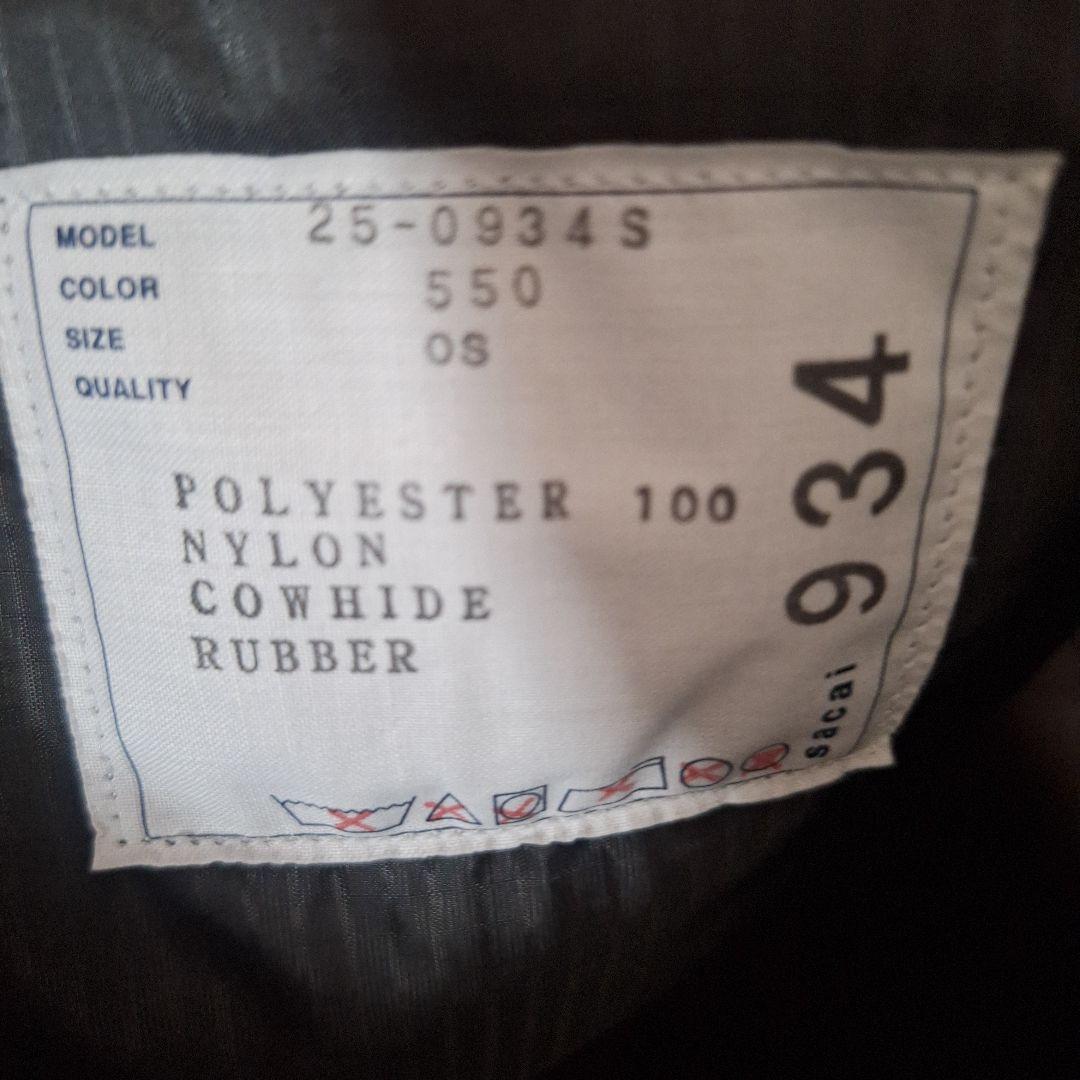 MODEL 25-0934S
COLOR 550
SIZE OS
QUALITY
POLYESTER 100
NYLON
COWHIDE
RUBBER
sacai 934